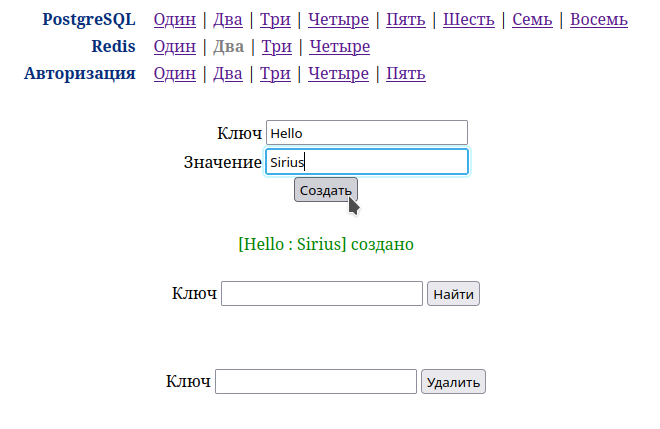 PostgreSQL Один | Два | Три | Четыре | Пять | Шесть | Семь | Восемь
Redis Один | Два | Три | Четыре
Авторизация Один | Два | Три | Четыре | Пять
Ключ Hello
Значение Sirius
Создать
[Hello : Sirius] создано
Ключ Найти
Ключ Удалить